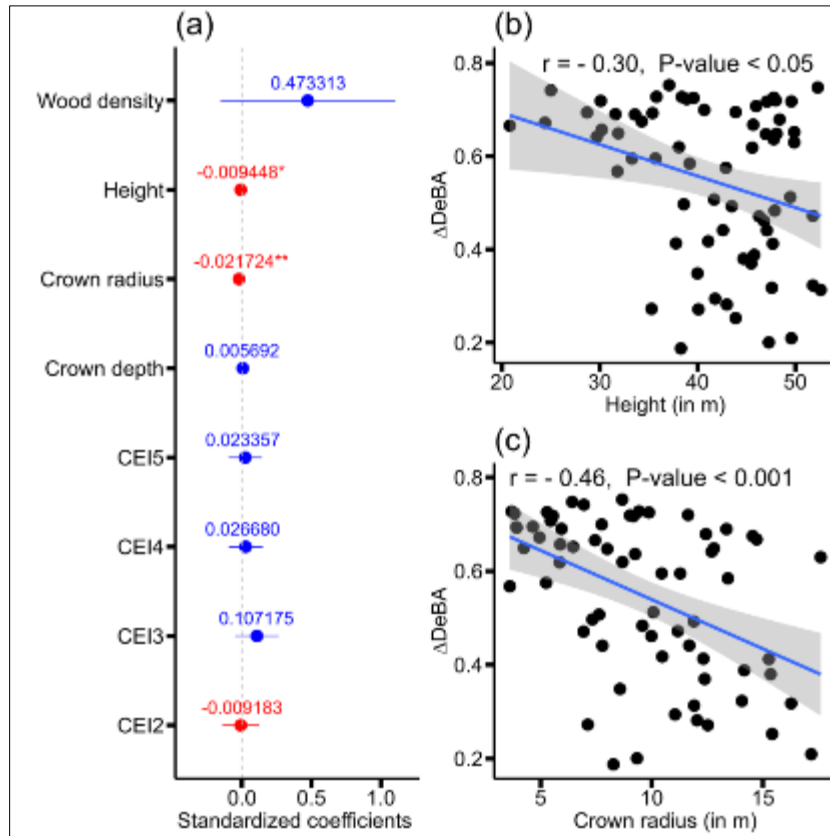 (a)
Wood density
0.473313
Height
-0.009448*
Crown radius
-0.021724**
Crown depth
0.005692
CEI5
0.023357
CEI4
0.026680
CEI3
0.107175
CEI2
-0.009183
0.0 0.5 1.0
Standardized coefficients
(b)
r = - 0.30, P-value < 0.05
0.8
0.6
0.4
0.2
ΔDeBA
20 30 40 50
Height (in m)
(c)
r = - 0.46, P-value < 0.001
0.8
0.6
0.4
0.2
ΔDeBA
5 10 15
Crown radius (in m)